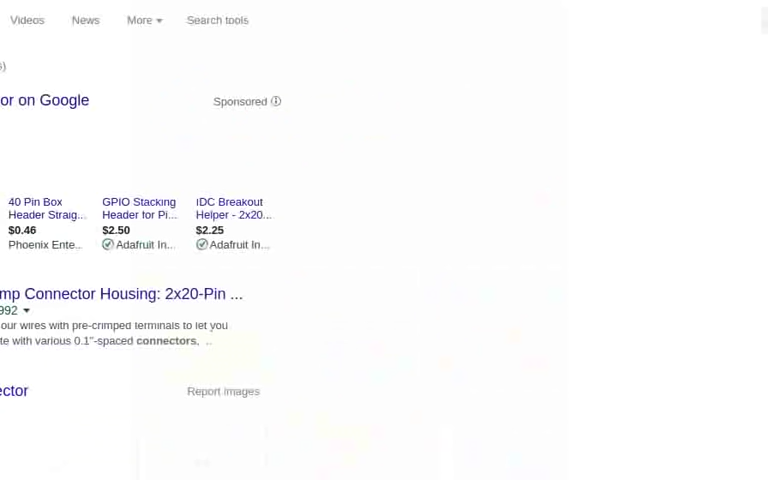 Videos News More Search tools
s)
or on Google Sponsored
40 Pin Box GPIO Stacking IDC Breakout
Header Straig... Header for Pi... Helper - 2x20...
$0.46 $2.50 $2.25
Phoenix Ente... Adafruit In... Adafruit In...
mp Connector Housing: 2x20-Pin ...
992
our wires with pre-crimped terminals to let you
te with various 0.1"-spaced connectors, ..
ector Report images